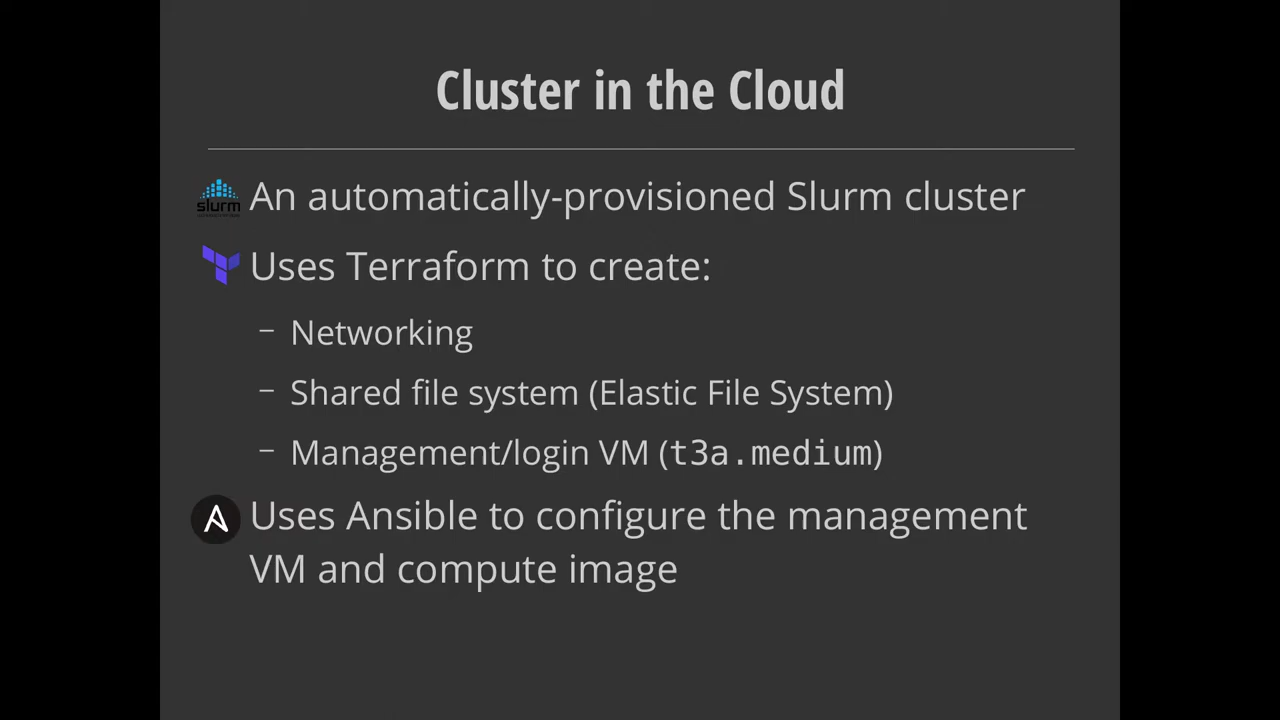 Cluster in the Cloud
slurm
An automatically-provisioned Slurm cluster
Uses Terraform to create:
– Networking
– Shared file system (Elastic File System)
– Management/login VM (t3a.medium)
Uses Ansible to configure the management
VM and compute image